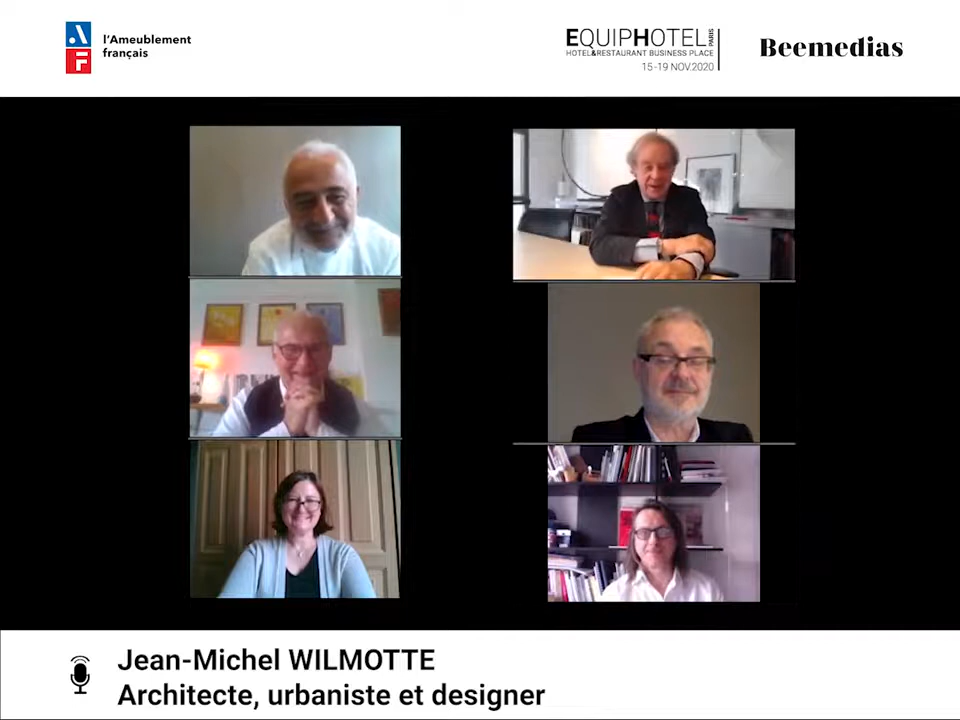 l'Ameublement
français
EQUIPHOTEL PARIS
HOTEL&RESTAURANT BUSINESS PLACE
15-19 NOV.2020
Beemedias
Jean-Michel WILMOTTE
Architecte, urbaniste et designer